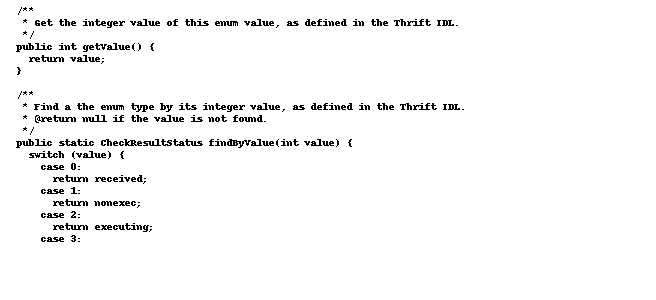 /**
 * Get the integer value of this enum value, as defined in the Thrift IDL.
 */
public int getValue() {
  return value;
}

/**
 * Find a the enum type by its integer value, as defined in the Thrift IDL.
 * @return null if the value is not found.
 */
public static CheckResultStatus findByValue(int value) {
  switch (value) {
    case 0:
      return received;
    case 1:
      return nonexec;
    case 2:
      return executing;
    case 3: